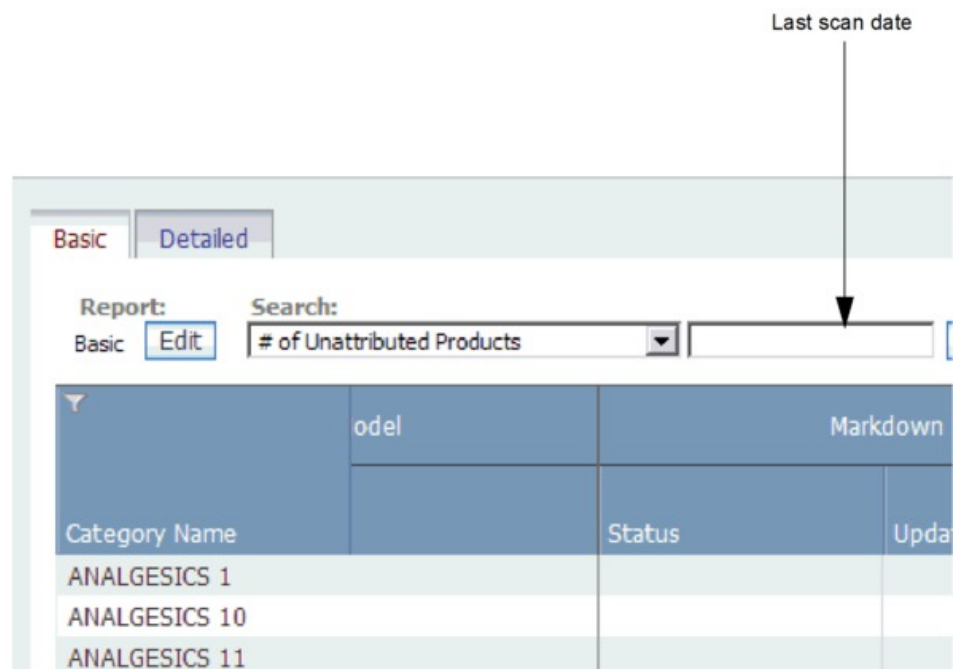 Last scan date
Basic Detailed
Report: Search:
Basic Edit # of Unattributed Products
odel Markdown
Category Name Status Upda
ANALGESICS 1
ANALGESICS 10
ANALGESICS 11